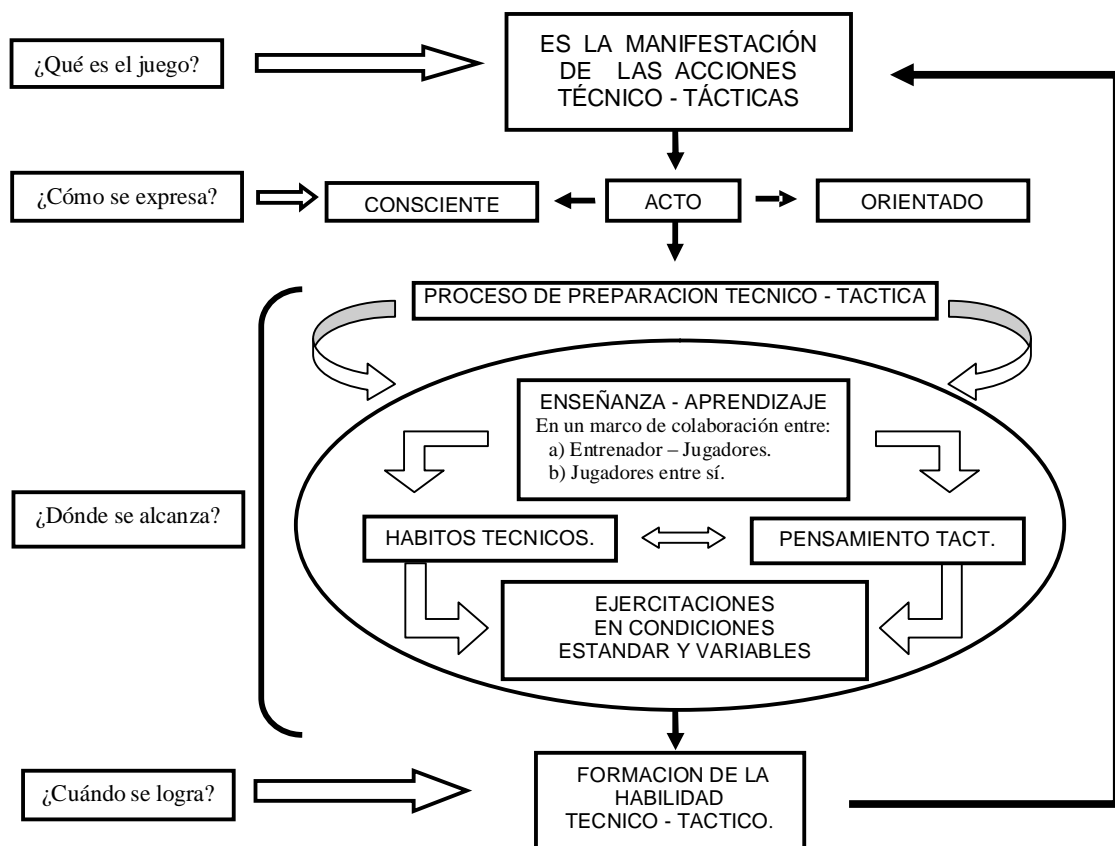 ¿Qué es el juego?
ES LA MANIFESTACIÓN
DE LAS ACCIONES
TÉCNICO - TÁCTICAS
¿Cómo se expresa?
CONSCIENTE
ACTO
ORIENTADO
PROCESO DE PREPARACION TECNICO - TACTICA
ENSEÑANZA - APRENDIZAJE
En un marco de colaboración entre:
a) Entrenador – Jugadores.
b) Jugadores entre sí.
¿Dónde se alcanza?
HABITOS TECNICOS.
PENSAMIENTO TACT.
EJERCITACIONES
EN CONDICIONES
ESTANDAR Y VARIABLES
¿Cuándo se logra?
FORMACION DE LA
HABILIDAD
TECNICO - TACTICO.